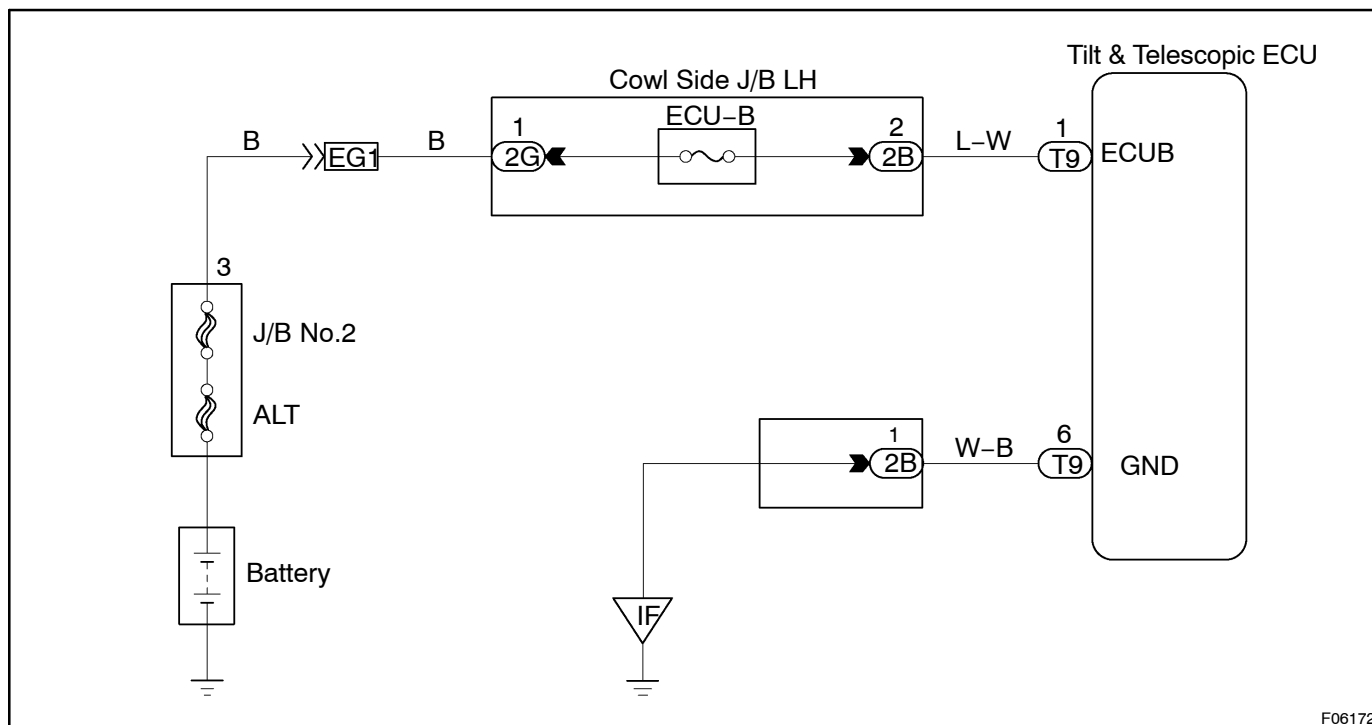 Tilt & Telescopic ECU
Cowl Side J/B LH
ECU−B
B
EG1
B
1
2G
2
2B
L−W
1
T9
ECUB
3
J/B No.2
ALT
1
2B
W−B
6
T9
GND
Battery
IF
F06172